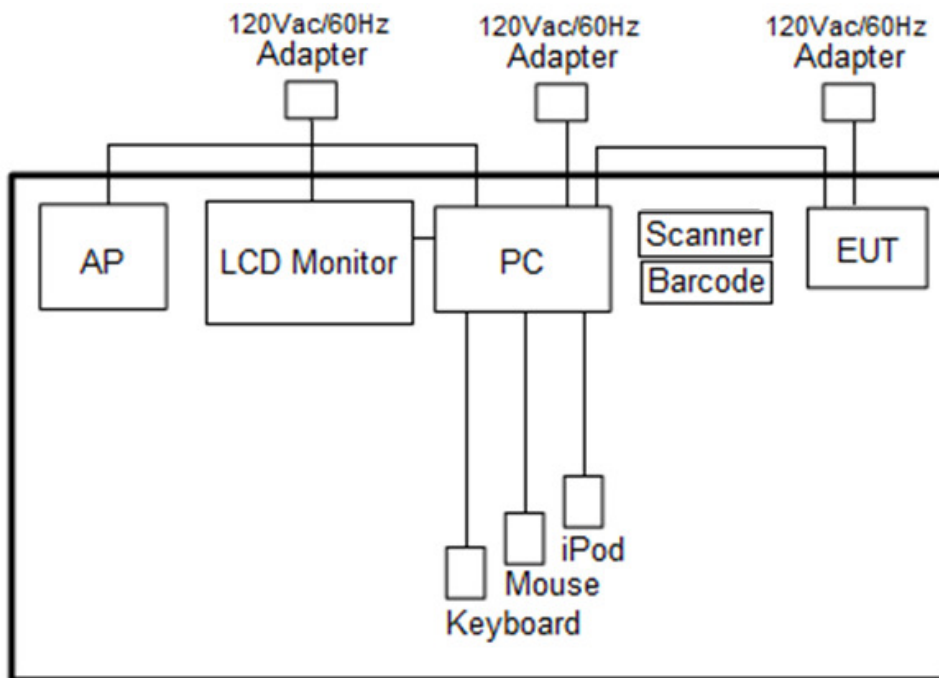 120Vac/60Hz
Adapter
120Vac/60Hz
Adapter
120Vac/60Hz
Adapter
AP
LCD Monitor
PC
Scanner
Barcode
EUT
iPod
Mouse
Keyboard